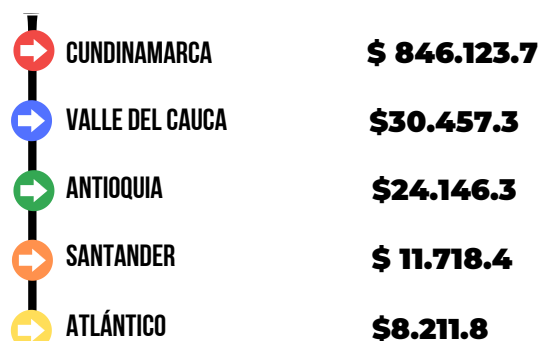 CUNDINAMARCA $ 846.123.7
VALLE DEL CAUCA $30.457.3
ANTIOQUIA $24.146.3
SANTANDER $ 11.718.4
ATLÁNTICO $8.211.8